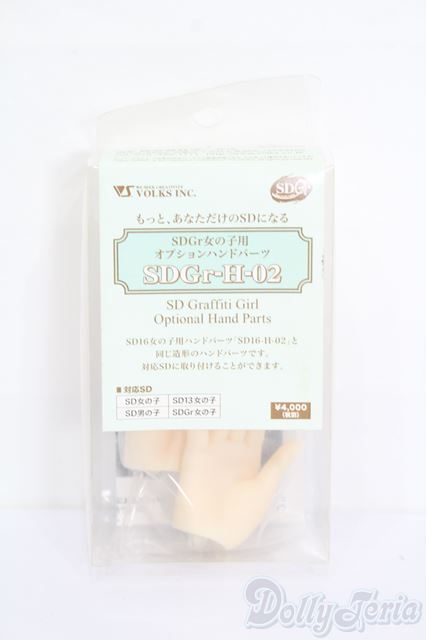 WE MAKE CREATIVITY
VS VOLKS INC.
SD
もっと、あなただけのSDになる
SDGr女の子用
オプションハンドパーツ
SDGr-H-02
SD Graffiti Girl
Optional Hand Parts
SD16女の子用ハンドパーツ「SD16-H-02」と
同じ造形のハンドパーツです。
対応SDに取り付けることができます。
■ 対応SD
SD女の子 SD13女の子
SD男の子 SDGr女の子
¥4,000
(税別)
DollyTeria